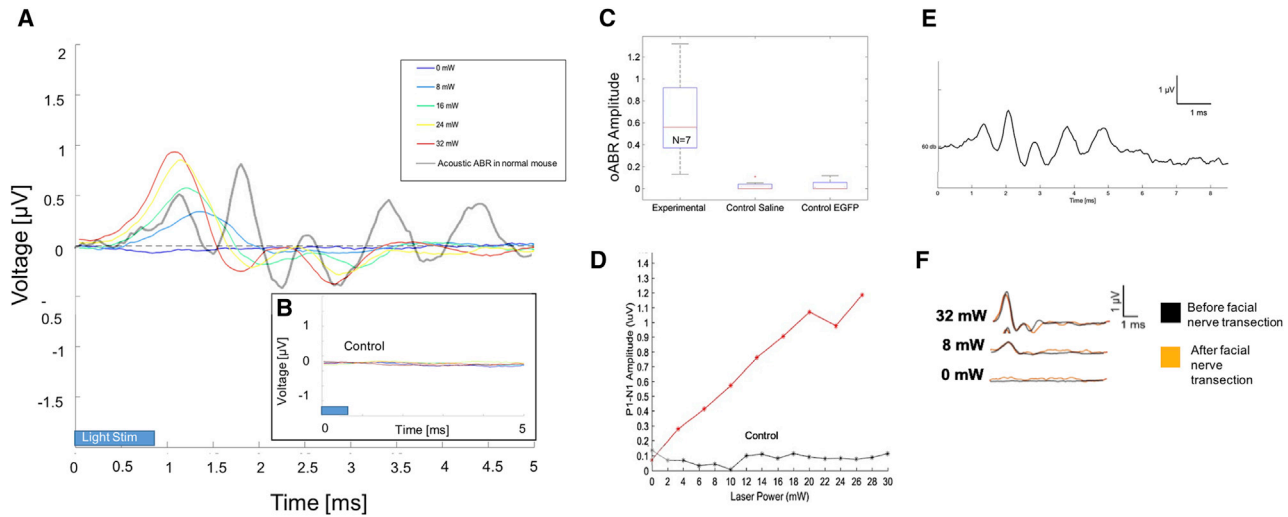 A
2
1
1
0.5
0
-
0.5
-1
-1.5
Voltage [µV]
0 mW
8 mW
16 mW
24 mW
32 mW
Acoustic ABR in normal mouse
Light Stim
0
0.5
1
1.5
2
2.5
3
3.5
4
4.5
5
Time [ms]
B
Control
Voltage [µV]
1
0
-1
0
5
Time [ms]
C
oABR Amplitude
1.2
1
0.8
0.6
0.4
0.2
0
N=7
Experimental
Control Saline
Control EGFP
D
P1-N1 Amplitude (\uV)
1.4
1.3
1.2
1.1
1
0.9
0.8
0.7
0.6
0.5
0.4
0.3
0.2
0.1
0
Control
0 2 4 6 8 10 12 14 16 18 20 22 24 26 28 30
Laser Power (mW)
E
1 µV
1 ms
60 db
0 1 2 3 4 5 6 7 8
Time [ms]
F
32 mW
8 mW
0 mW
1 µV
1 ms
Before facial
nerve transection
After facial
nerve
transection